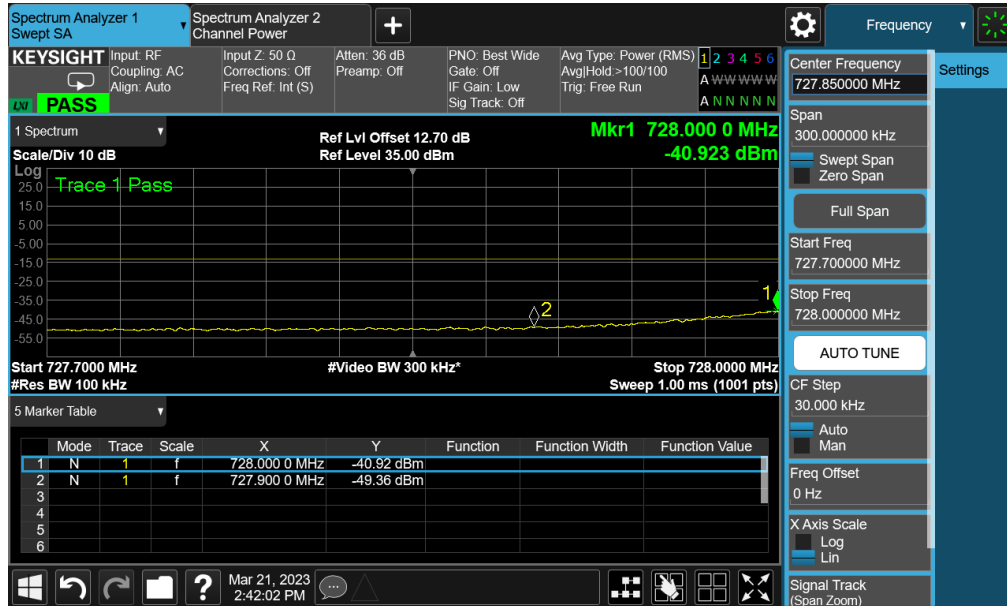 Spectrum Analyzer 1
Swept SA
Spectrum Analyzer 2
Channel Power
+
Frequency
KEYSIGHT
LXI
PASS
Input: RF
Coupling: AC
Align: Auto
Input Z: 50 Ω
Corrections: Off
Freq Ref: Int (S)
Atten: 36 dB
Preamp: Off
PNO: Best Wide
Gate: Off
IF Gain: Low
Sig Track: Off
Avg Type: Power (RMS)
Avg|Hold:>100/100
Trig: Free Run
1 2 3 4 5 6
A W W W W W
A N N N N N
1 Spectrum
Scale/Div 10 dB
Ref Lvl Offset 12.70 dB
Ref Level 35.00 dBm
Mkr1 728.000 0 MHz
-40.923 dBm
Log
Trace 1 Pass
25.0
15.0
5.00
-5.00
-15.0
-25.0
-35.0
-45.0
-55.0
2
1
Start 727.7000 MHz
#Res BW 100 kHz
#Video BW 300 kHz*
Stop 728.0000 MHz
Sweep 1.00 ms (1001 pts)
5 Marker Table
Mode Trace Scale X Y Function Function Width Function Value
1 N 1 f 728.000 0 MHz -40.92 dBm
2 N 1 f 727.900 0 MHz -49.36 dBm
3
4
5
6
Center Frequency
727.850000 MHz
Span
300.000000 kHz
Swept Span
Zero Span
Full Span
Start Freq
727.700000 MHz
Stop Freq
728.000000 MHz
AUTO TUNE
CF Step
30.000 kHz
Auto
Man
Freq Offset
0 Hz
X Axis Scale
Log
Lin
Signal Track
(Span Zoom)
Settings
?
Mar 21, 2023
2:42:02 PM